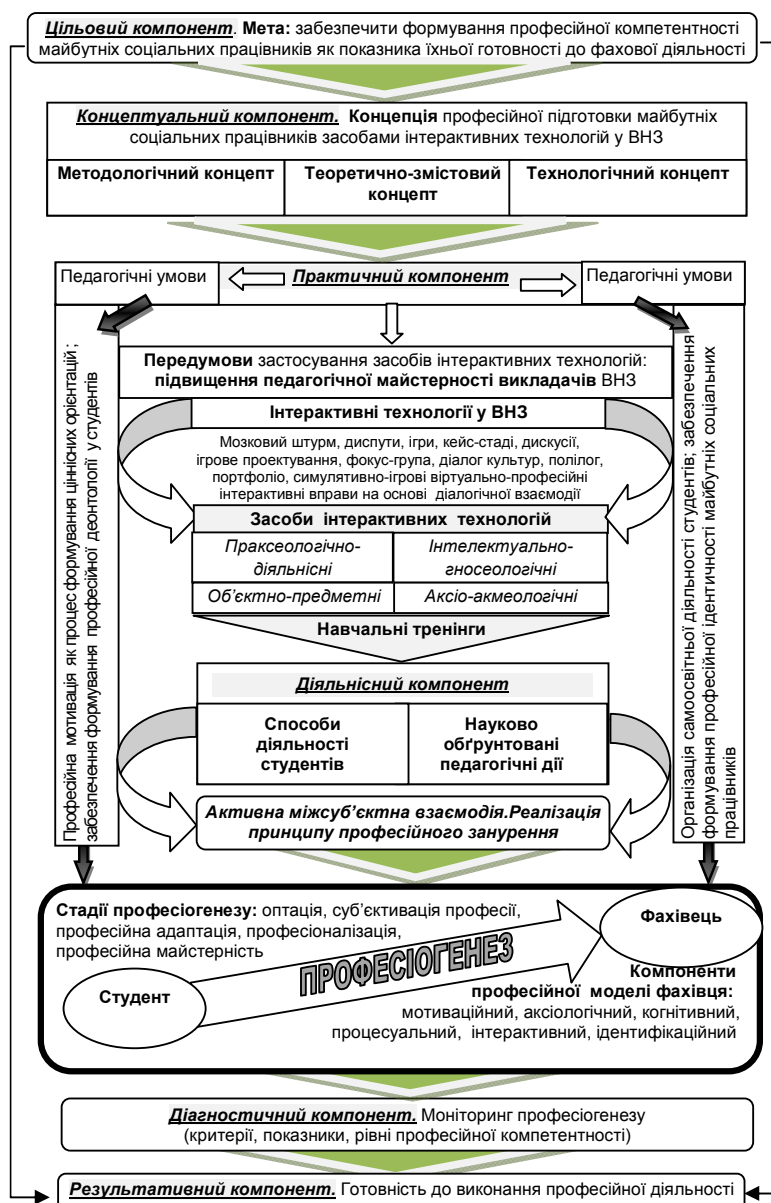 Цільовий компонент. Мета: забезпечити формування професійної компетентності
майбутніх соціальних працівників як показника їхньої готовності до фахової діяльності
Концептуальний компонент. Концепція професійної підготовки майбутніх
соціальних працівників засобами інтерактивних технологій у ВНЗ
Методологічний концепт
Теоретично-змістовий
концепт
Технологічний концепт
Педагогічні умови
Практичний компонент
Педагогічні умови
Професійна мотивація як процес формування ціннісних орієнтацій ;
забезпечення формування професійної деонтології у студентів
Передумови застосування засобів інтерактивних технологій:
підвищення педагогічної майстерності викладачів ВНЗ
Інтерактивні технології у ВНЗ
Мозковий штурм, диспути, ігри, кейс-стаді, дискусії,
ігрове проектування, фокус-група, діалог культур, полілог,
портфоліо, симулятивно-ігрові віртуально-професійні
інтерактивні вправи на основі діалогічної взаємодії
Засоби інтерактивних технологій
Праксеологічно-
діяльнісні
Інтелектуально-
гносеологічні
Об’єктно-предметні
Аксіо-акмеологічні
Навчальні тренінги
Організація самоосвітньої діяльності студентів; забезпечення
формування професійної ідентичності майбутніх соціальних
працівників
Діяльнісний компонент
Способи
діяльності
студентів
Науково
обґрунтовані
педагогічні дії
Активна міжсуб’єктна взаємодія.Реалізація
принципу професійного занурення
Стадії професіогенезу: оптація, суб’єктивація професії,
професійна адаптація, професіоналізація,
професійна майстерність
Фахівець
ПРОФЕСІОГЕНЕЗ
Студент
Компоненти
професійної моделі фахівця:
мотиваційний, аксіологічний, когнітивний,
процесуальний, інтерактивний, ідентифікаційний
Діагностичний компонент. Моніторинг професіогенезу
(критерії, показники, рівні професійної компетентності)
Результативний компонент. Готовність до виконання професійної діяльності